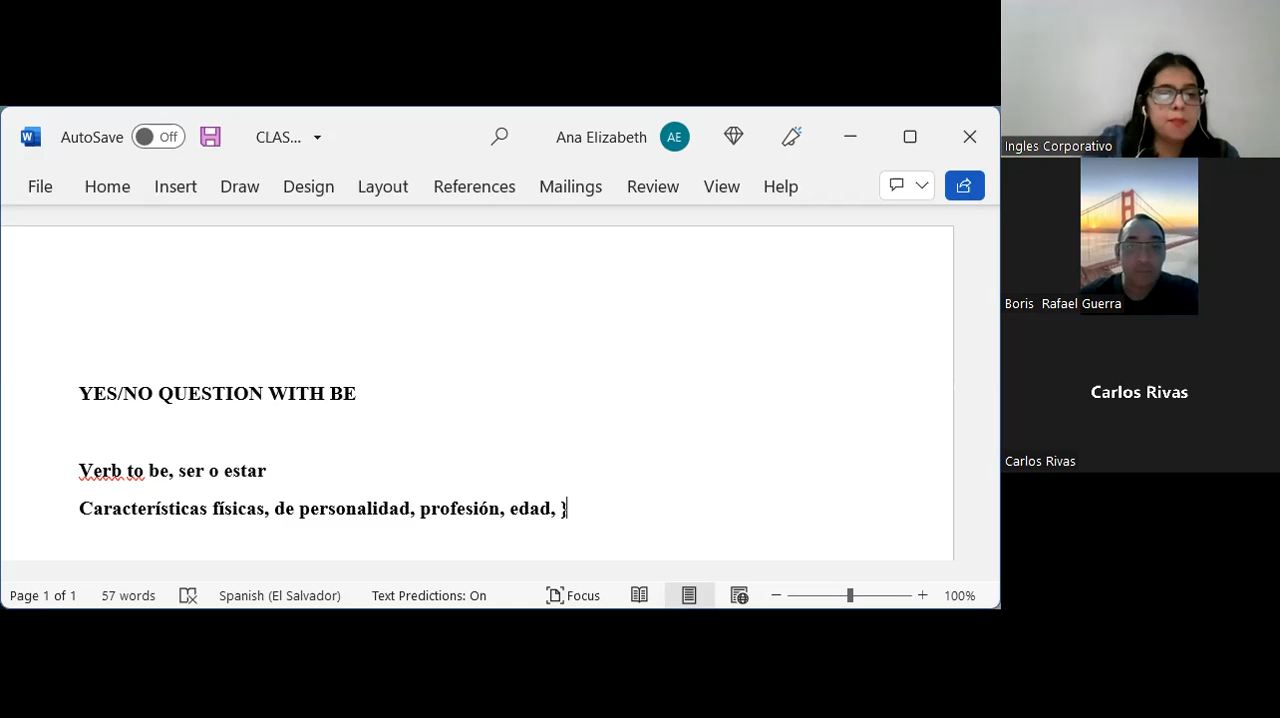 AutoSave Off CLAS... Ana Elizabeth AE
File Home Insert Draw Design Layout References Mailings Review View Help
YES/NO QUESTION WITH BE
Verb to be, ser o estar
Características físicas, de personalidad, profesión, edad, }
Page 1 of 1 57 words Spanish (El Salvador) Text Predictions: On Focus 100%
Ingles Corporativo
Boris Rafael Guerra
Carlos Rivas
Carlos Rivas